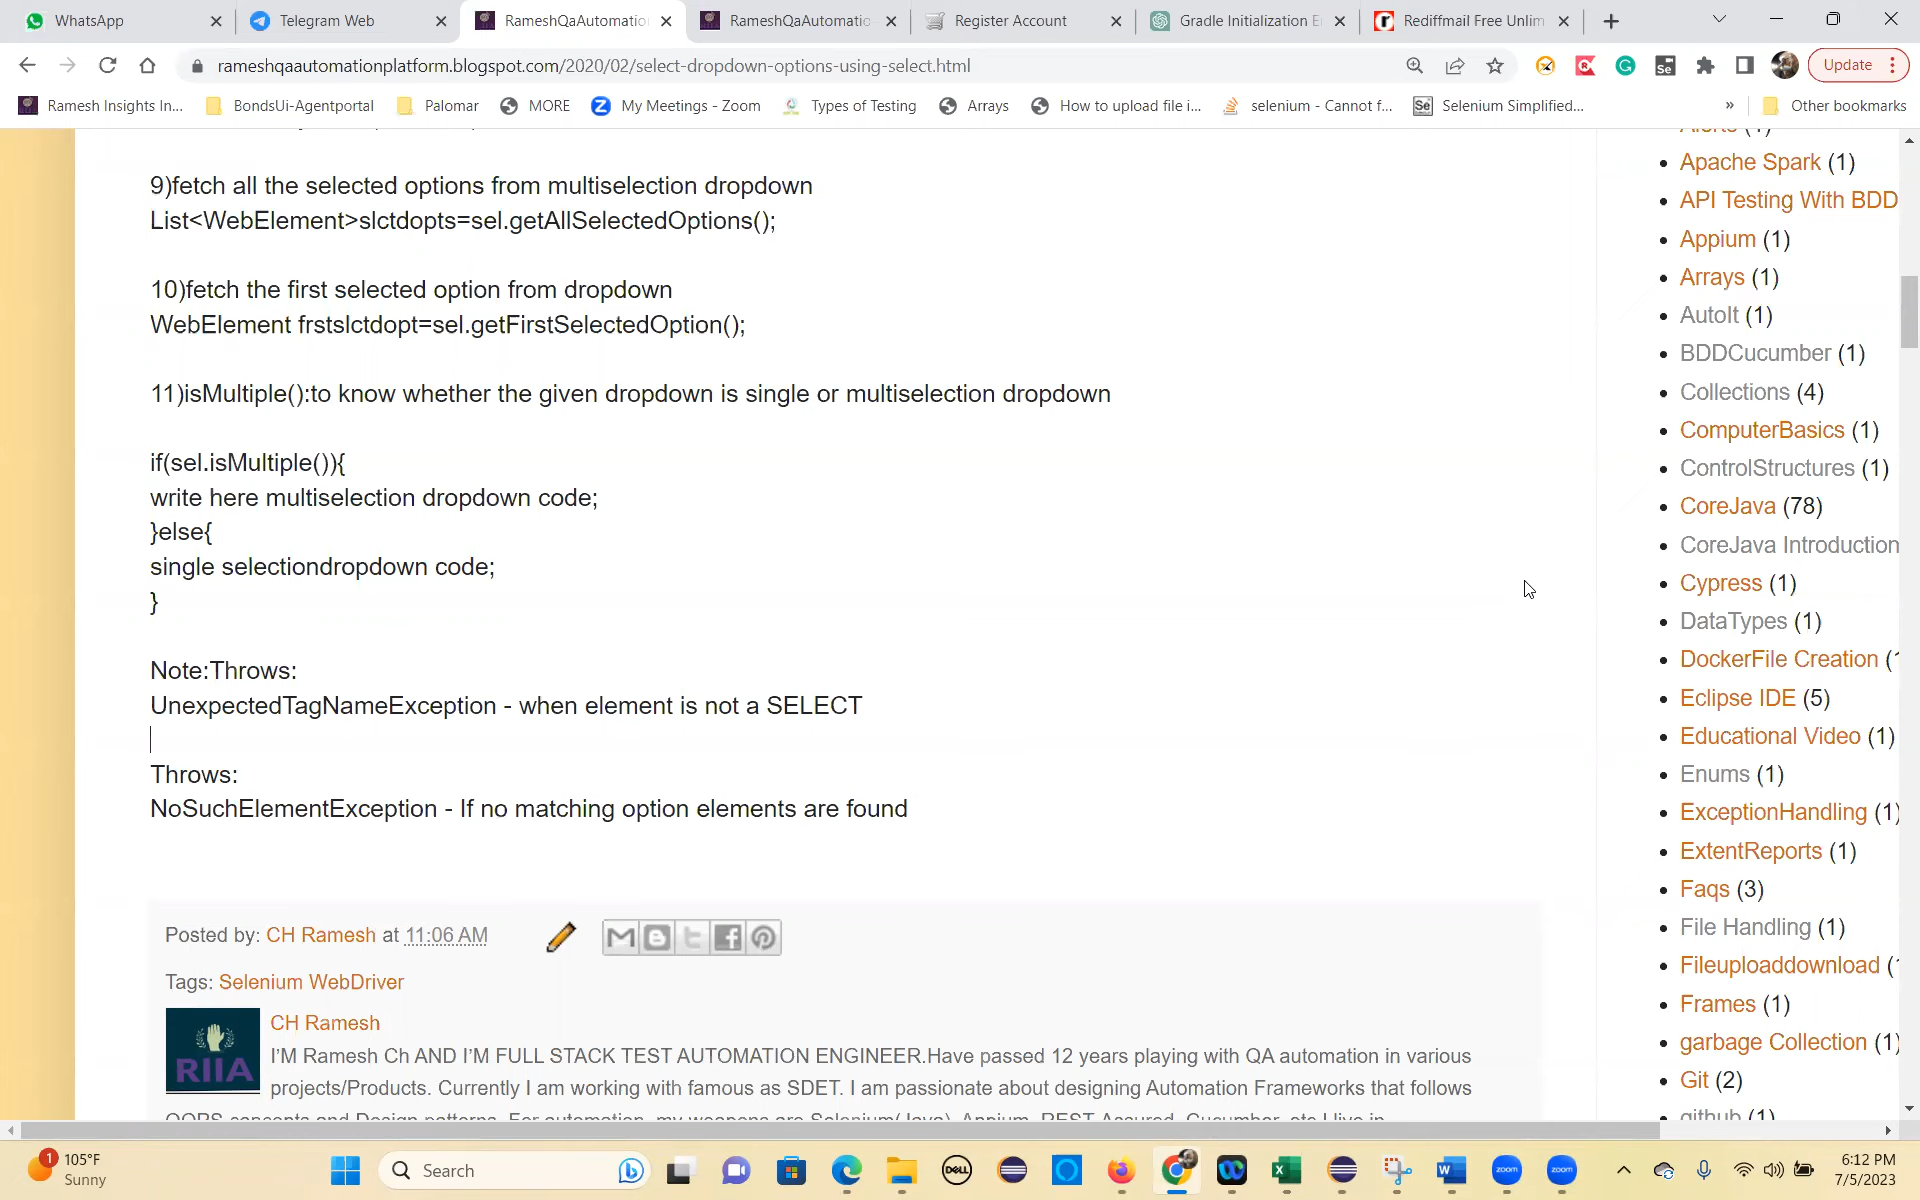 WhatsApp
Telegram Web
RameshQaAutomatio
RameshQaAutomatio
Register Account
Gradle Initialization E
Rediffmail Free Unlim
rameshqaautomationplatform.blogspot.com/2020/02/select-dropdown-options-using-select.html
Update
Ramesh Insights In...
BondsUi-Agentportal
Palomar
MORE
My Meetings - Zoom
Types of Testing
Arrays
How to upload file i...
selenium - Cannot f...
Selenium Simplified...
»
Other bookmarks
9)fetch all the selected options from multiselection dropdown
List<WebElement>slctdopts=sel.getAllSelectedOptions();
10)fetch the first selected option from dropdown
WebElement frstslctdopt=sel.getFirstSelectedOption();
11)isMultiple():to know whether the given dropdown is single or multiselection dropdown
if(sel.isMultiple()){
write here multiselection dropdown code;
}else{
single selectiondropdown code;
}
Note:Throws:
UnexpectedTagNameException - when element is not a SELECT
Throws:
NoSuchElementException - If no matching option elements are found
Posted by: CH Ramesh at 11:06 AM
Tags: Selenium WebDriver
RIIA
CH Ramesh
I'M Ramesh Ch AND I'M FULL STACK TEST AUTOMATION ENGINEER.Have passed 12 years playing with QA automation in various
projects/Products. Currently I am working with famous as SDET. I am passionate about designing Automation Frameworks that follows
Alerts (1)
Apache Spark (1)
API Testing With BDD
Appium (1)
Arrays (1)
AutoIt (1)
BDDCucumber (1)
Collections (4)
ComputerBasics (1)
ControlStructures (1)
CoreJava (78)
CoreJava Introduction
Cypress (1)
DataTypes (1)
DockerFile Creation (1
Eclipse IDE (5)
Educational Video (1)
Enums (1)
ExceptionHandling (1)
ExtentReports (1)
Faqs (3)
File Handling (1)
Fileuploaddownload (1
Frames (1)
garbage Collection (1)
Git (2)
github (1)
1
105°F
Sunny
Search
DELL
zoom
zoom
6:12 PM
7/5/2023